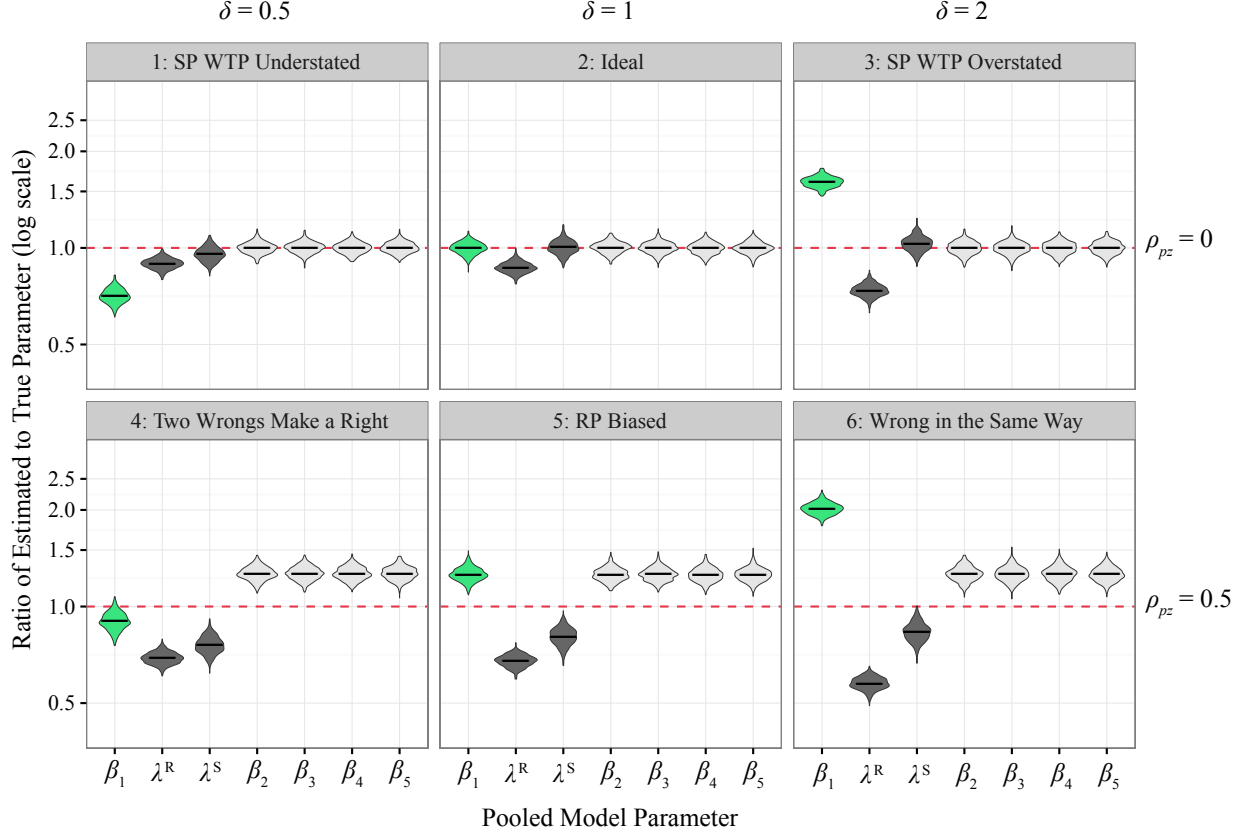 δ = 0.5
δ = 1
δ = 2
1: SP WTP Understated
2: Ideal
3: SP WTP Overstated
2.5
2.0
1.5
1.0
0.5
ρpz = 0
4: Two Wrongs Make a Right
5: RP Biased
6: Wrong in the Same Way
2.5
2.0
1.5
1.0
0.5
ρpz = 0.5
Ratio of Estimated to True Parameter (log scale)
β1 λR λS β2 β3 β4 β5
β1 λR λS β2 β3 β4 β5
β1 λR λS β2 β3 β4 β5
Pooled Model Parameter